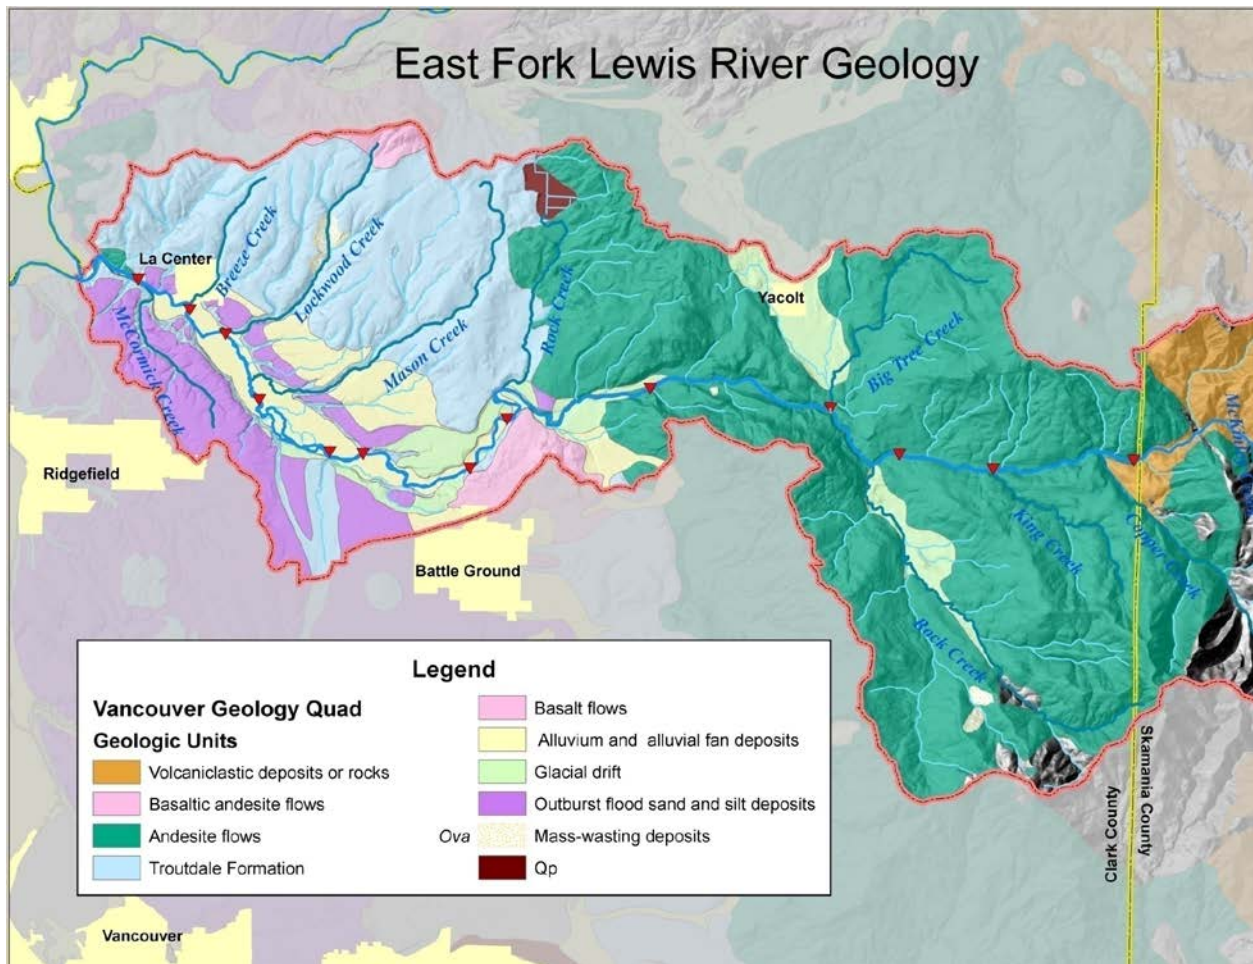 East Fork Lewis River Geology
La Center
Breeze Creek
Lockwood Creek
McCormick Creek
Mason Creek
Rock Creek
Yacolt
Big Tree Creek
Ridgefield
Battle Ground
King Creek
Copper Creek
Rock Creek
Clark County
Skamania County
Legend
Vancouver Geology Quad
Geologic Units
Volcaniclastic deposits or rocks
Basaltic andesite flows
Andesite flows
Troutdale Formation
Basalt flows
Alluvium and alluvial fan deposits
Glacial drift
Outburst flood sand and silt deposits
Ova Mass-wasting deposits
Qp
Vancouver